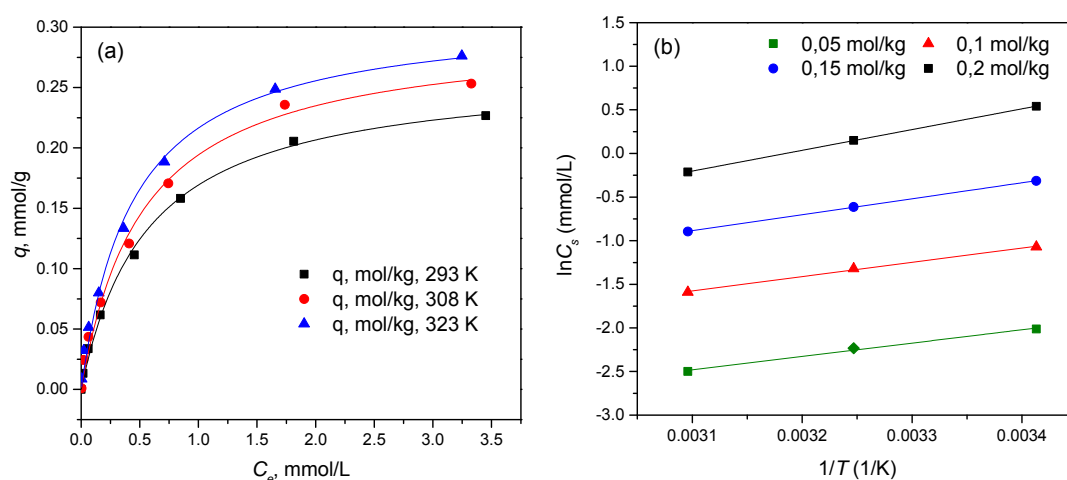 (a)
0.30
0.25
0.20
0.15
0.10
0.05
0.00
q, mmol/g
q, mol/kg, 293 K
q, mol/kg, 308 K
q, mol/kg, 323 K
0.0 0.5 1.0 1.5 2.0 2.5 3.0 3.5
Ce, mmol/L
(b)
0,05 mol/kg 0,1 mol/kg
0,15 mol/kg 0,2 mol/kg
1.5
1.0
0.5
0.0
-0.5
-1.0
-1.5
-2.0
-2.5
-3.0
lnCs (mmol/L)
0.0031 0.0032 0.0033 0.0034
1/T (1/K)